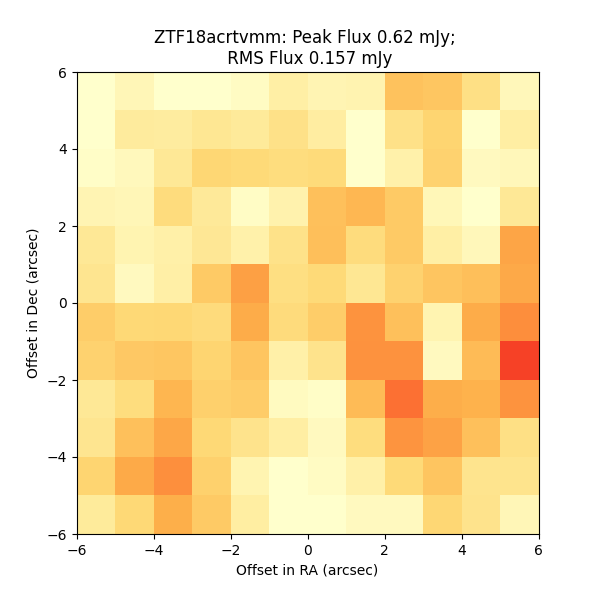 ZTF18acrtvmm: Peak Flux 0.62 mJy;
RMS Flux 0.157 mJy
6
4
2
0
−2
−4
−6
Offset in Dec (arcsec)
−6 −4 −2 0 2 4 6
Offset in RA (arcsec)